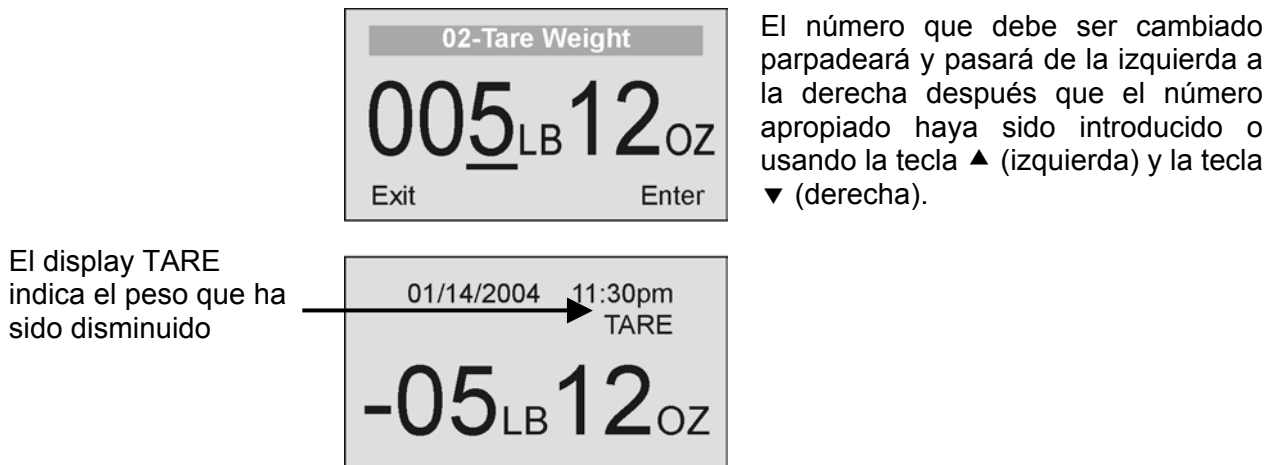 02-Tare Weight
005LB12OZ
Exit Enter
El número que debe ser cambiado
parpadeará y pasará de la izquierda a
la derecha después que el número
apropiado haya sido introducido o
usando la tecla ▲ (izquierda) y la tecla
▼ (derecha).
El display TARE
indica el peso que ha
sido disminuido
01/14/2004 11:30pm
TARE
-05LB12OZ